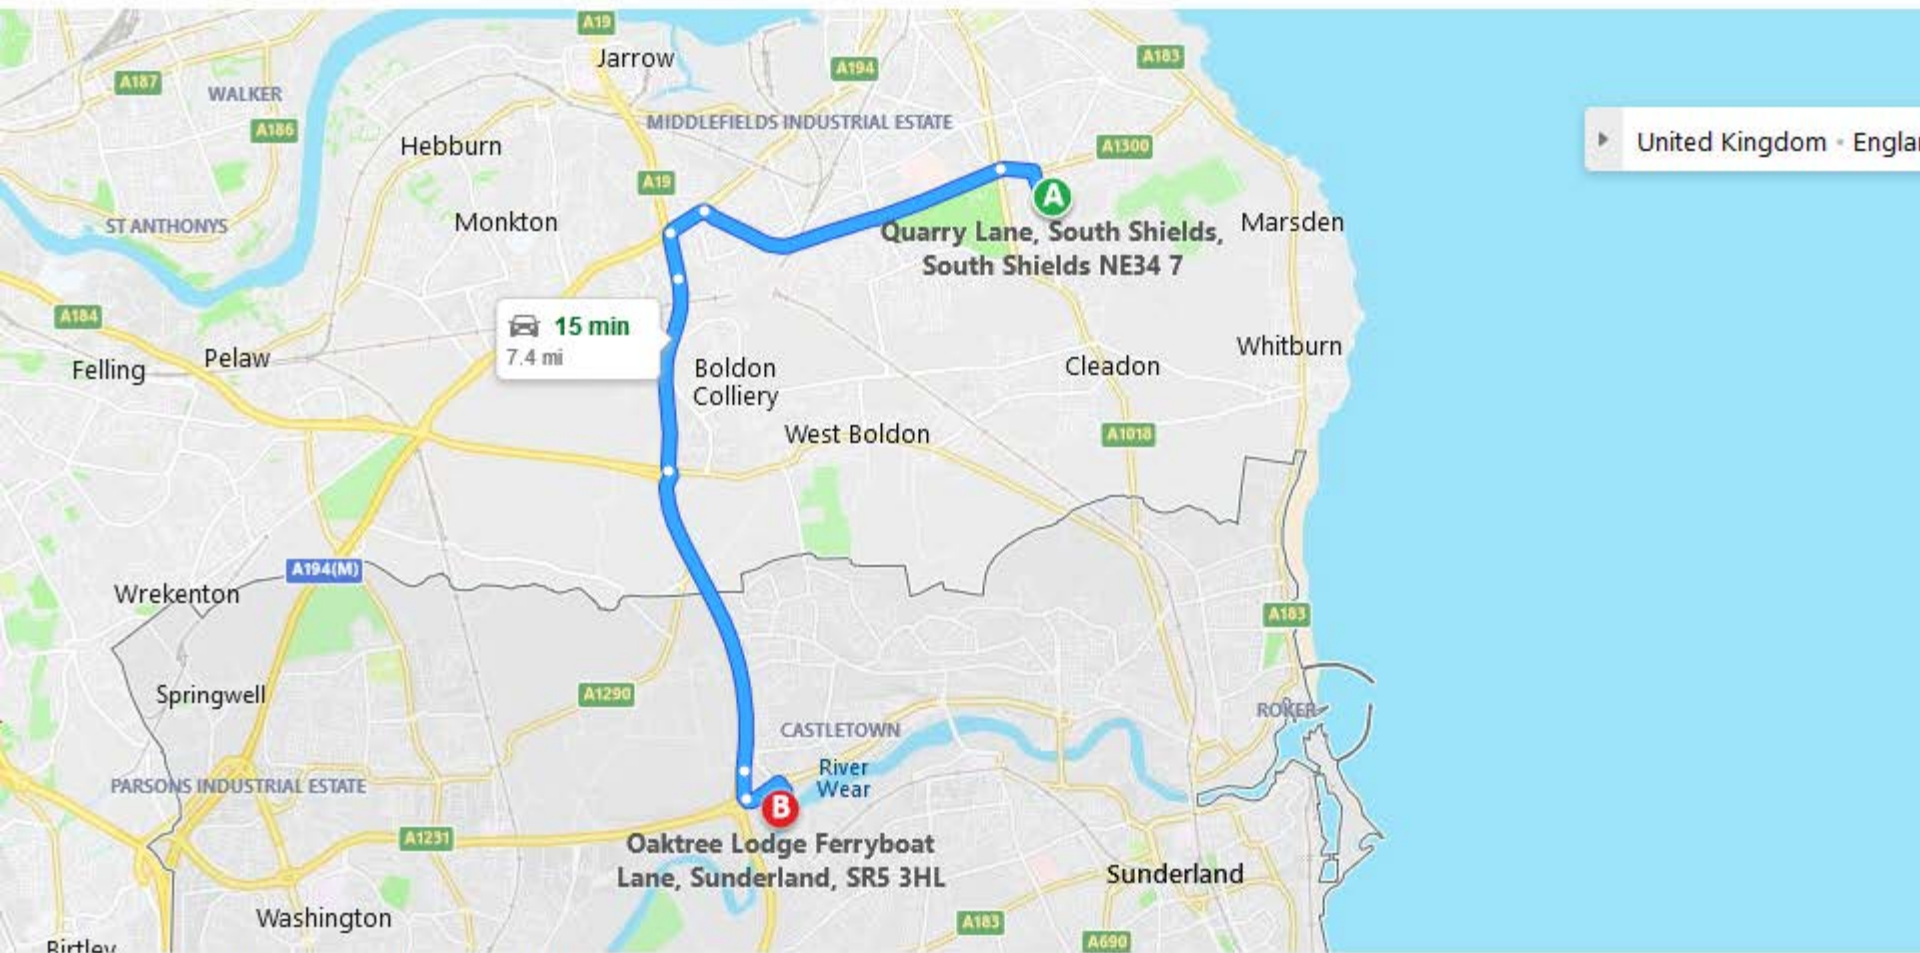 A19
Jarrow
A183
A194
A187
WALKER
A186
MIDDLEFIELDS INDUSTRIAL ESTATE
Hebburn
A1300
United Kingdom • Englan
A19
A
ST ANTHONYS
Monkton
Quarry Lane, South Shields,
South Shields NE34 7
Marsden
A184
15 min
7.4 mi
Felling
Pelaw
Boldon
Colliery
Cleadon
Whitburn
West Boldon
A1018
A194(M)
Wrekenton
A183
Springwell
A1290
ROKER
CASTLETOWN
River
Wear
PARSONS INDUSTRIAL ESTATE
B
Oaktree Lodge Ferryboat
Lane, Sunderland, SR5 3HL
A1231
Sunderland
Washington
A183
A690
Birtley